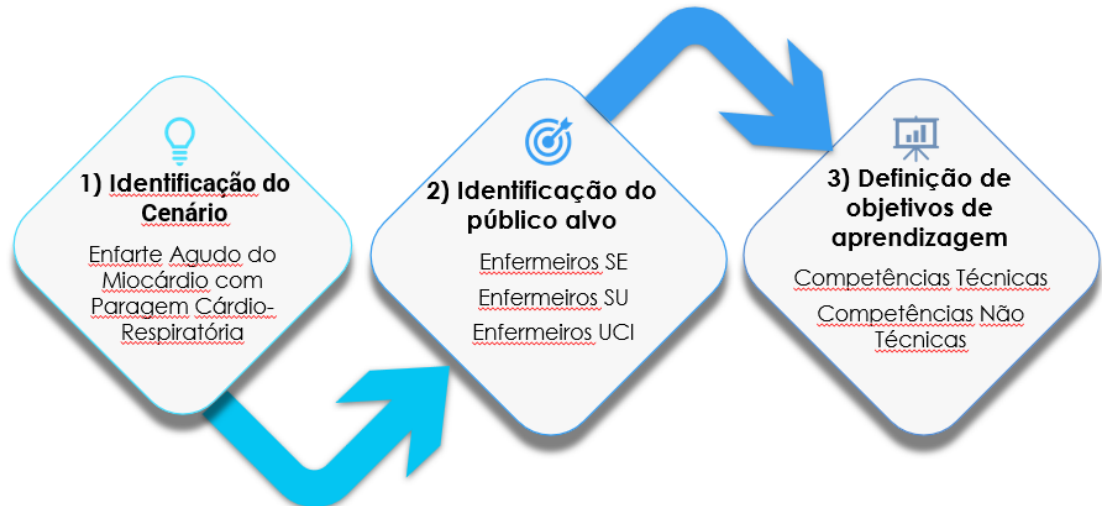 1) Identificação do
Cenário
Enfarte Agudo do
Miocárdio com
Paragem Cárdio-
Respiratória
2) Identificação do
público alvo
Enfermeiros SE
Enfermeiros SU
Enfermeiros UCI
3) Definição de
objetivos de
aprendizagem
Competências Técnicas
Competências Não
Técnicas